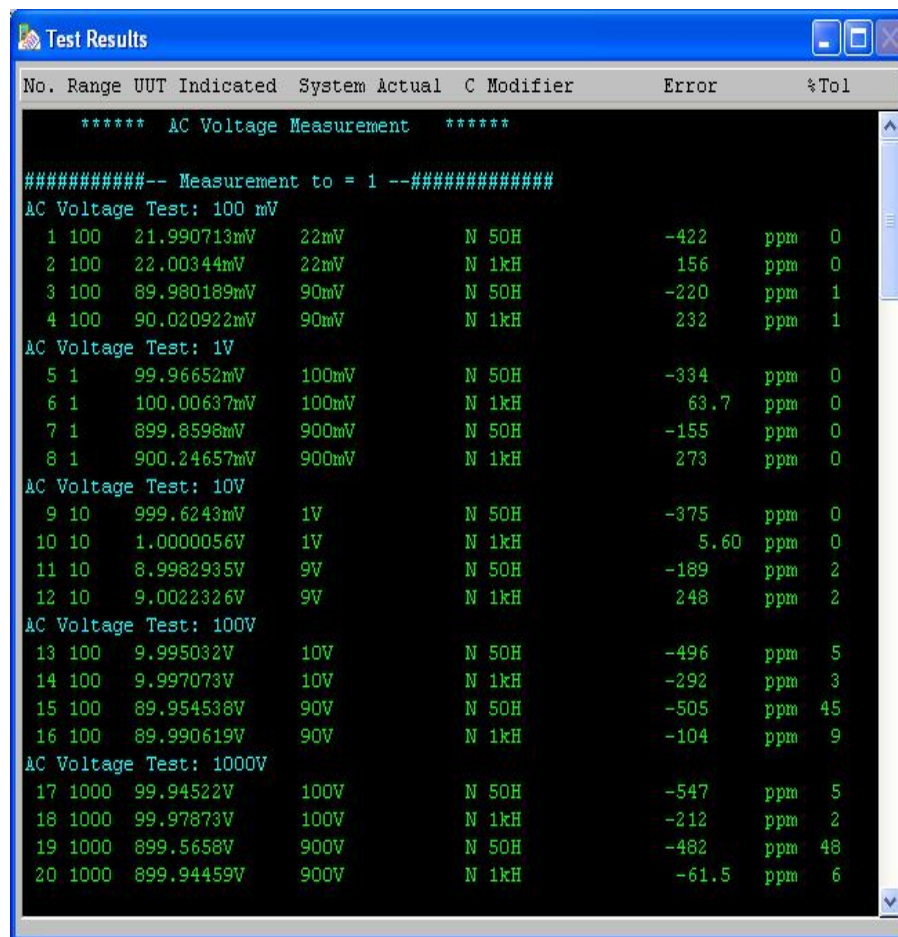 Test Results
No. Range UUT Indicated System Actual C Modifier Error %Tol
****** AC Voltage Measurement ******
###########-- Measurement to = 1 --#############
AC Voltage Test: 100 mV
1 100 21.990713mV 22mV N 50H -422 ppm 0
2 100 22.00344mV 22mV N 1kH 156 ppm 0
3 100 89.980189mV 90mV N 50H -220 ppm 1
4 100 90.020922mV 90mV N 1kH 232 ppm 1
AC Voltage Test: 1V
5 1 99.96652mV 100mV N 50H -334 ppm 0
6 1 100.00637mV 100mV N 1kH 63.7 ppm 0
7 1 899.8598mV 900mV N 50H -155 ppm 0
8 1 900.24657mV 900mV N 1kH 273 ppm 0
AC Voltage Test: 10V
9 10 999.6243mV 1V N 50H -375 ppm 0
10 10 1.0000056V 1V N 1kH 5.60 ppm 0
11 10 8.9982935V 9V N 50H -189 ppm 2
12 10 9.0022326V 9V N 1kH 248 ppm 2
AC Voltage Test: 100V
13 100 9.995032V 10V N 50H -496 ppm 5
14 100 9.997073V 10V N 1kH -292 ppm 3
15 100 89.954538V 90V N 50H -505 ppm 45
16 100 89.990619V 90V N 1kH -104 ppm 9
AC Voltage Test: 1000V
17 1000 99.94522V 100V N 50H -547 ppm 5
18 1000 99.97873V 100V N 1kH -212 ppm 2
19 1000 899.5658V 900V N 50H -482 ppm 48
20 1000 899.94459V 900V N 1kH -61.5 ppm 6